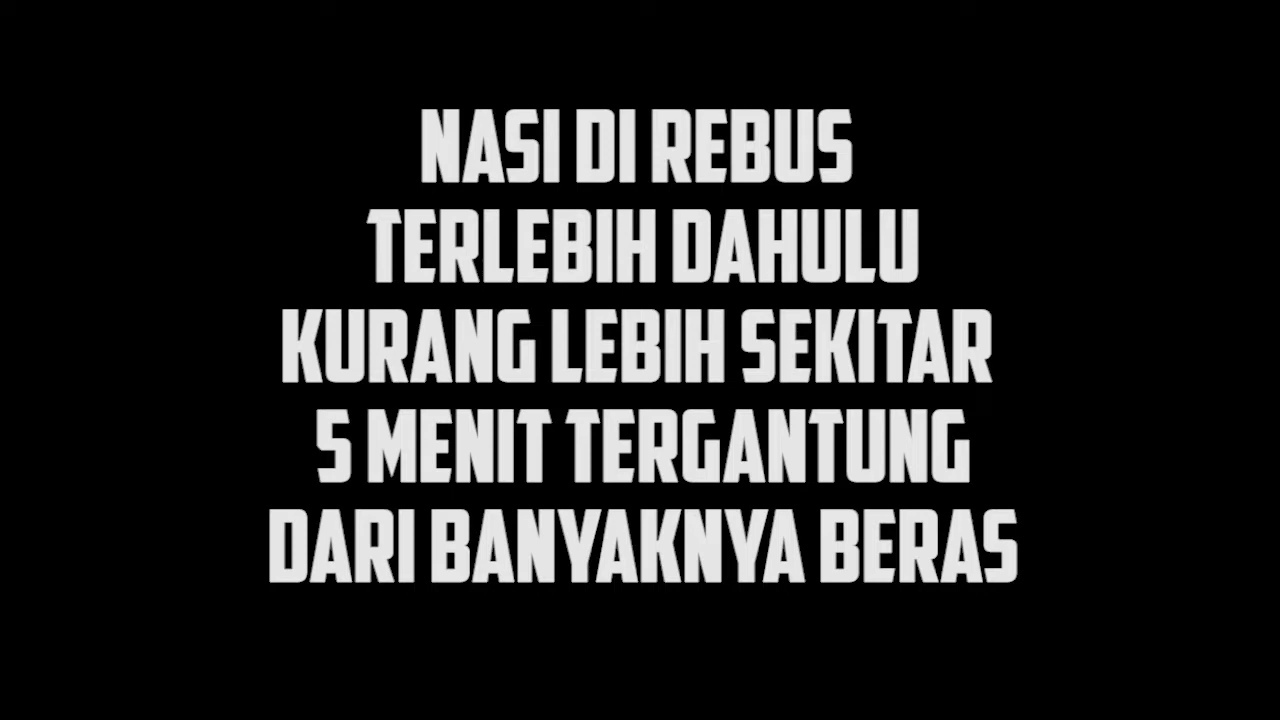 NASI DI REBUS
TERLEBIH DAHULU
KURANG LEBIH SEKITAR
5 MENIT TERGANTUNG
DARI BANYAKNYA BERAS